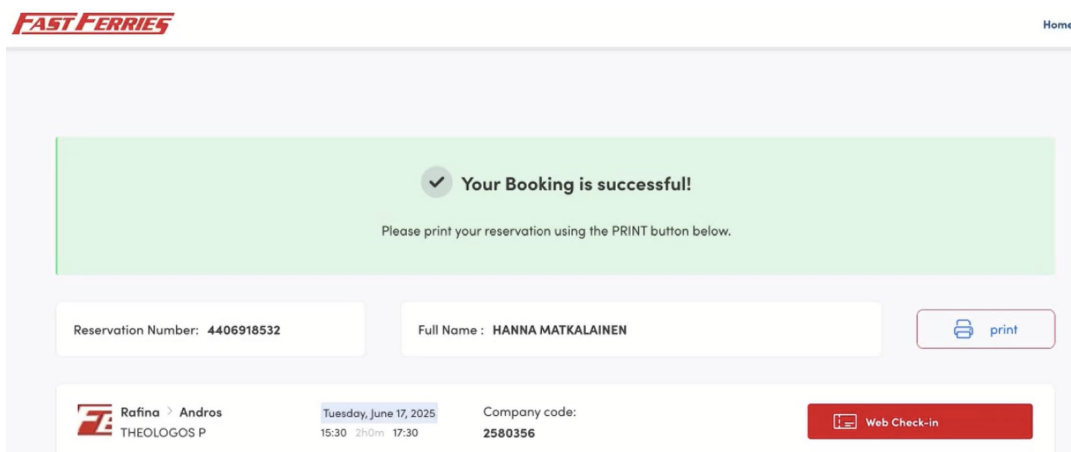 FAST FERRIES
Home
Your Booking is successful!
Please print your reservation using the PRINT button below.
Reservation Number: 4406918532
Full Name : HANNA MATKALAINEN
print
Rafina > Andros
THEOLOGOS P
Tuesday, June 17, 2025
15:30 2h0m 17:30
Company code:
2580356
Web Check-in